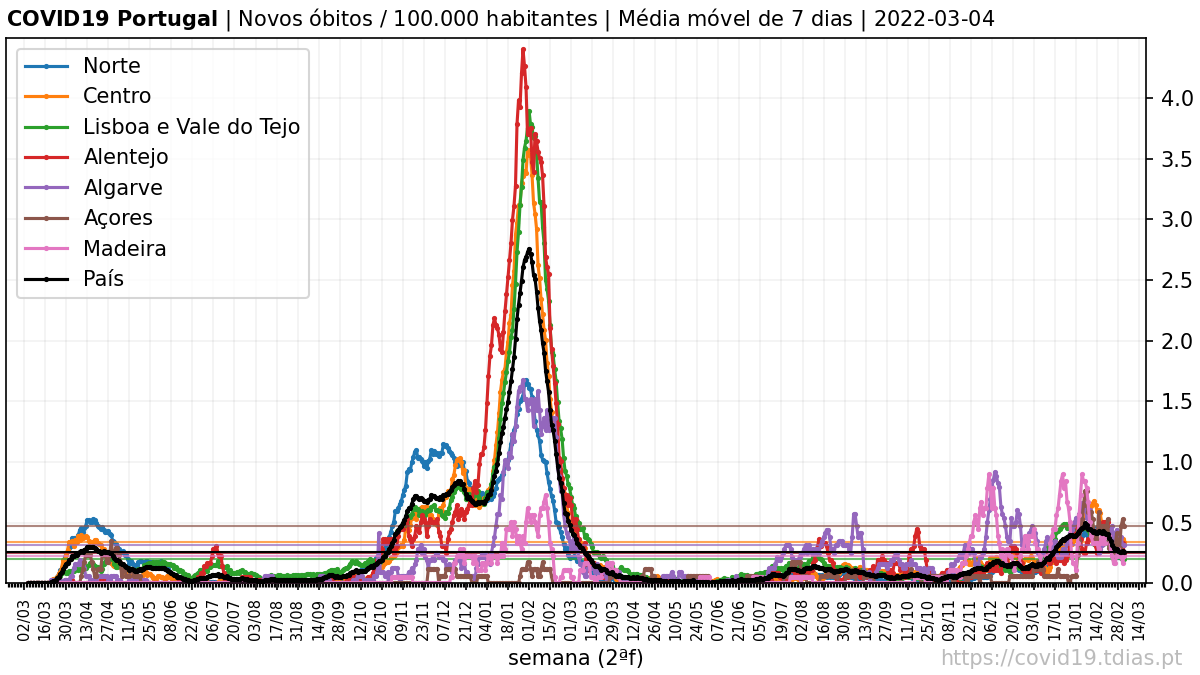 COVID19 Portugal | Novos óbitos / 100.000 habitantes | Média móvel de 7 dias | 2022-03-04
Norte
Centro
Lisboa e Vale do Tejo
Alentejo
Algarve
Açores
Madeira
País
4.0
3.5
3.0
2.5
2.0
1.5
1.0
0.5
0.0
02/03 16/03 30/03 13/04 27/04 11/05 25/05 08/06 22/06 06/07 20/07 03/08 17/08 31/08 14/09 28/09 12/10 26/10 09/11 23/11 07/12 21/12 04/01 18/01 01/02 15/02 01/03 15/03 29/03 12/04 26/04 10/05 24/05 07/06 21/06 05/07 19/07 02/08 16/08 30/08 13/09 27/09 11/10 25/10 08/11 22/11 06/12 20/12 03/01 17/01 31/01 14/02 28/02 14/03
semana (2ªf)
https://covid19.tdias.pt